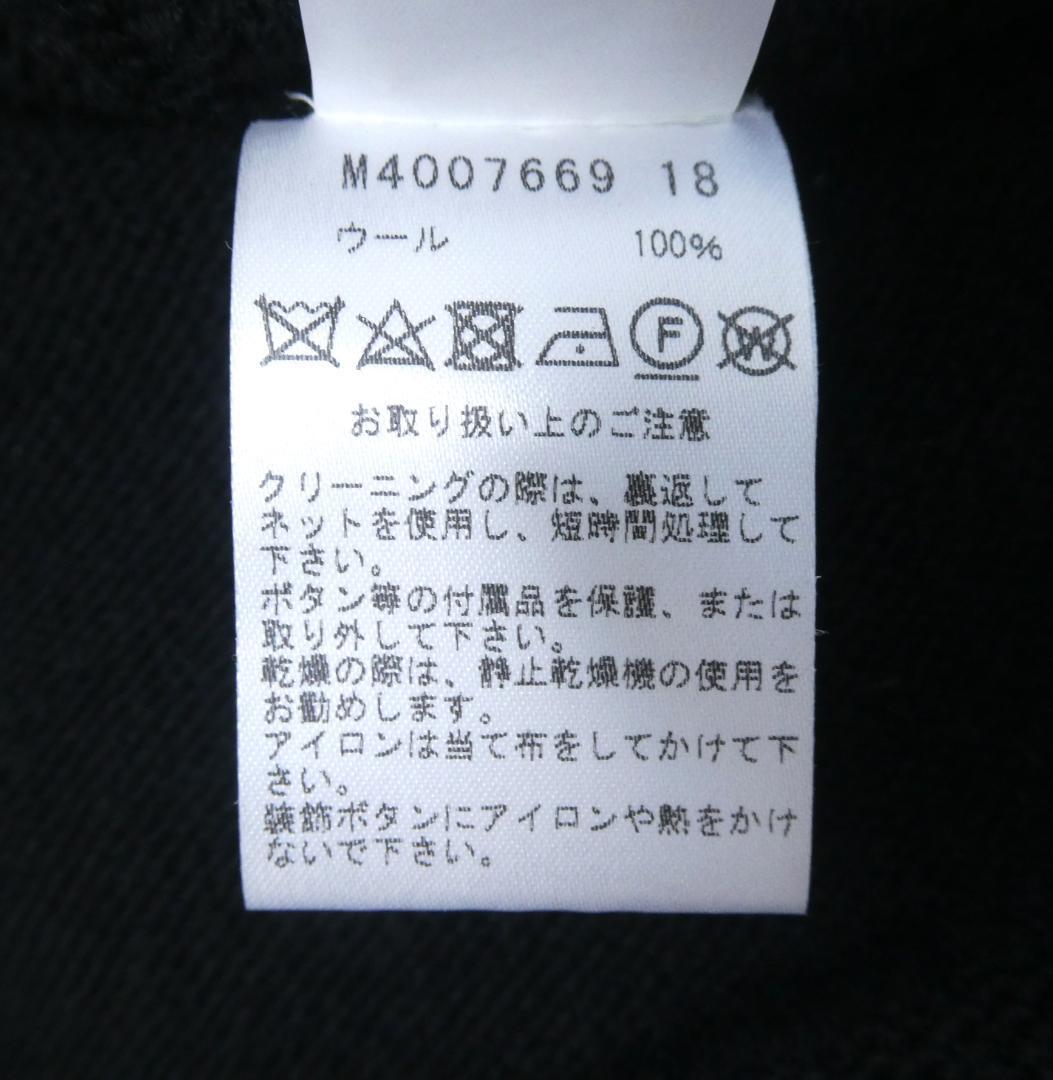 M4007669 18
ウール 100%
F W
お取り扱い上のご注意
クリーニングの際は、裏返して
ネットを使用し、短時間処理して
下さい。
ボタン等の付属品を保護、または
取り外して下さい。
乾燥の際は、静止乾燥機の使用を
お勧めします。
アイロンは当て布をしてかけて下
さい。
装飾ボタンにアイロンや熱をかけ
ないで下さい。